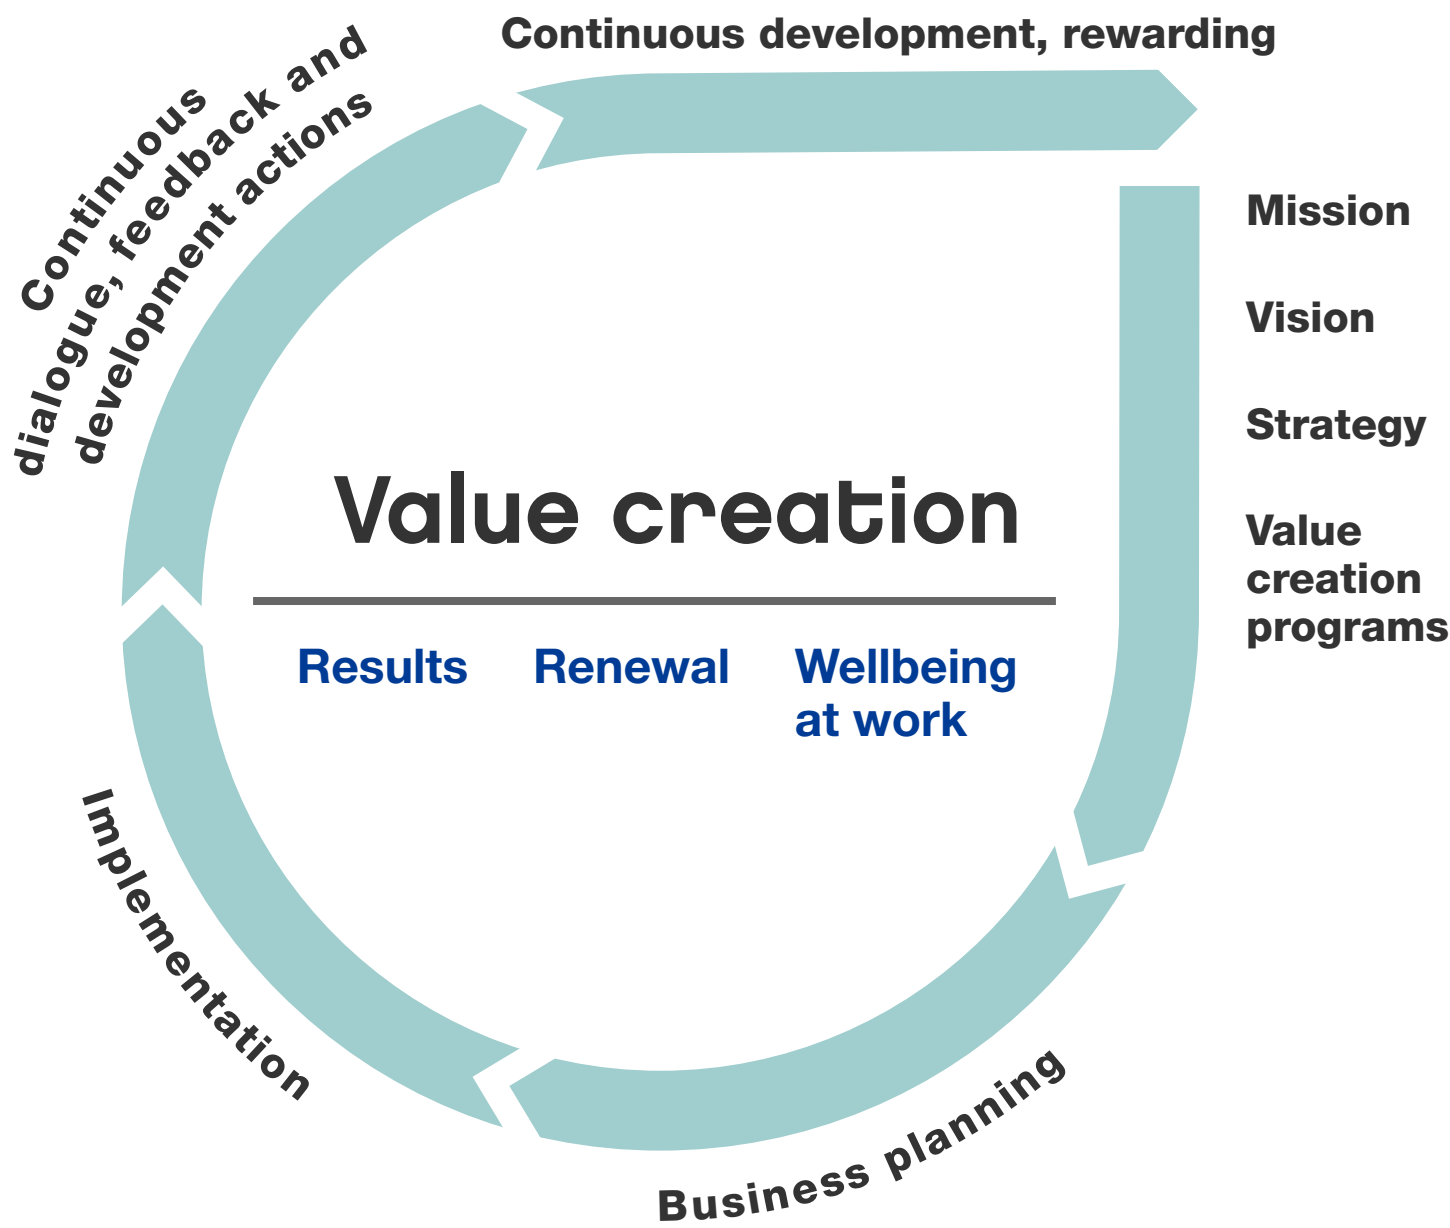 Continuous development, rewarding
Mission
Vision
Strategy
Value
creation
programs
Business planning
Implementation
Continuous
dialogue, feedback and
development actions
Value creation
Results
Renewal
Wellbeing
at work